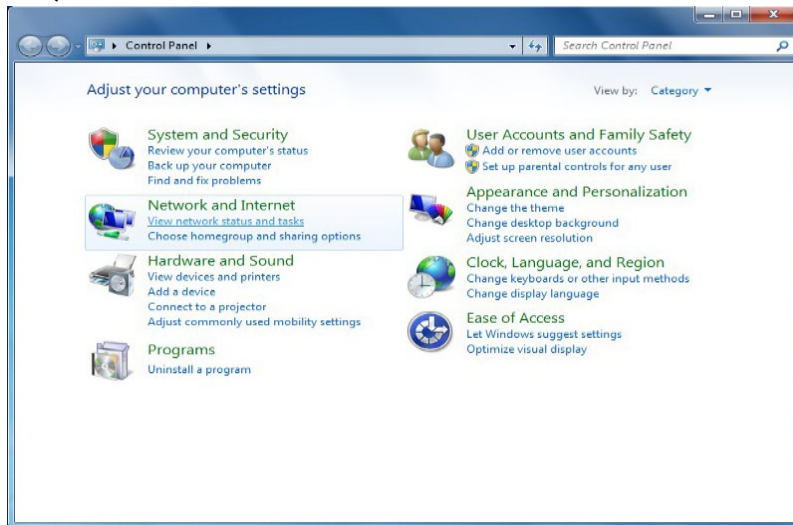 Control Panel
Search Control Panel
Adjust your computer's settings
View by: Category
System and Security
Review your computer's status
Back up your computer
Find and fix problems
Network and Internet
View network status and tasks
Choose homegroup and sharing options
Hardware and Sound
View devices and printers
Add a device
Connect to a projector
Adjust commonly used mobility settings
Programs
Uninstall a program
User Accounts and Family Safety
Add or remove user accounts
Set up parental controls for any user
Appearance and Personalization
Change the theme
Change desktop background
Adjust screen resolution
Clock, Language, and Region
Change keyboards or other input methods
Change display language
Ease of Access
Let Windows suggest settings
Optimize visual display